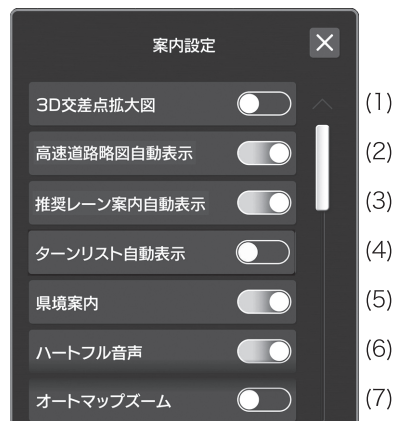 案内設定
3D交差点拡大図 (1)
高速道路略図自動表示 (2)
推奨レーン案内自動表示 (3)
ターンリスト自動表示 (4)
県境案内 (5)
ハートフル音声 (6)
オートマップズーム (7)